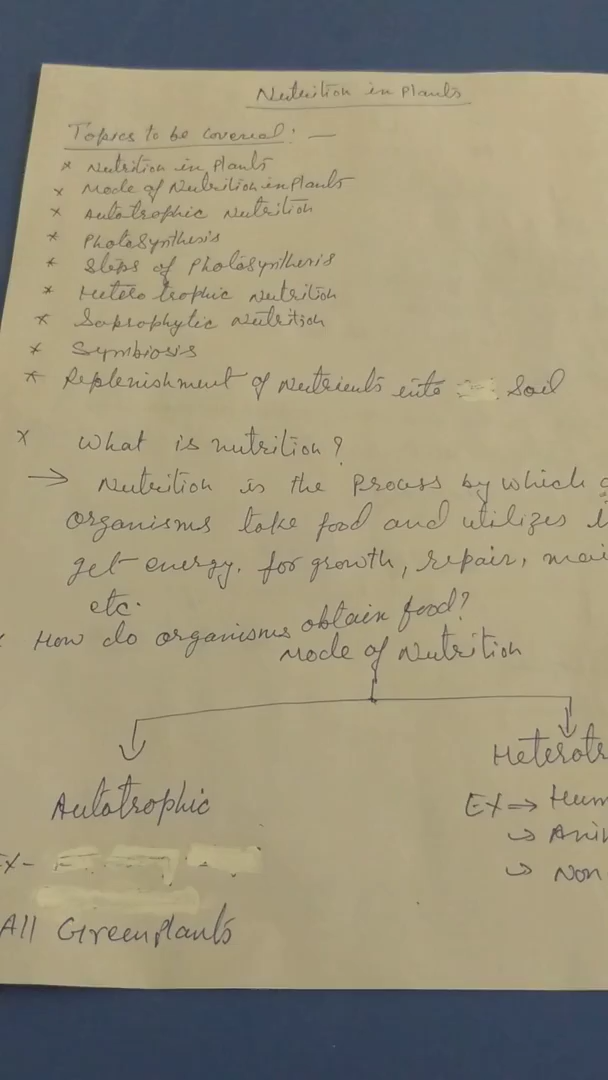 Nutrition in Plants
Topics to be covered: —
* Nutrition in Plants
* Mode of Nutrition in Plants
* Autotrophic Nutrition
* Photosynthesis
* Steps of Photosynthesis
* Heterotrophic Nutrition
* Saprophytic Nutrition
* Symbiosis
* Replenishment of Nutrients into Soil
x What is nutrition?
→ Nutrition is the Process by which
organisms take food and utilizes
get energy. for growth, repair,
etc.
How do organisms obtain food?
Mode of Nutrition
Autotrophic
Heterotr
Ex-
All Green plants
Ex ⇒ Hum
↪ Ani
↪ Non